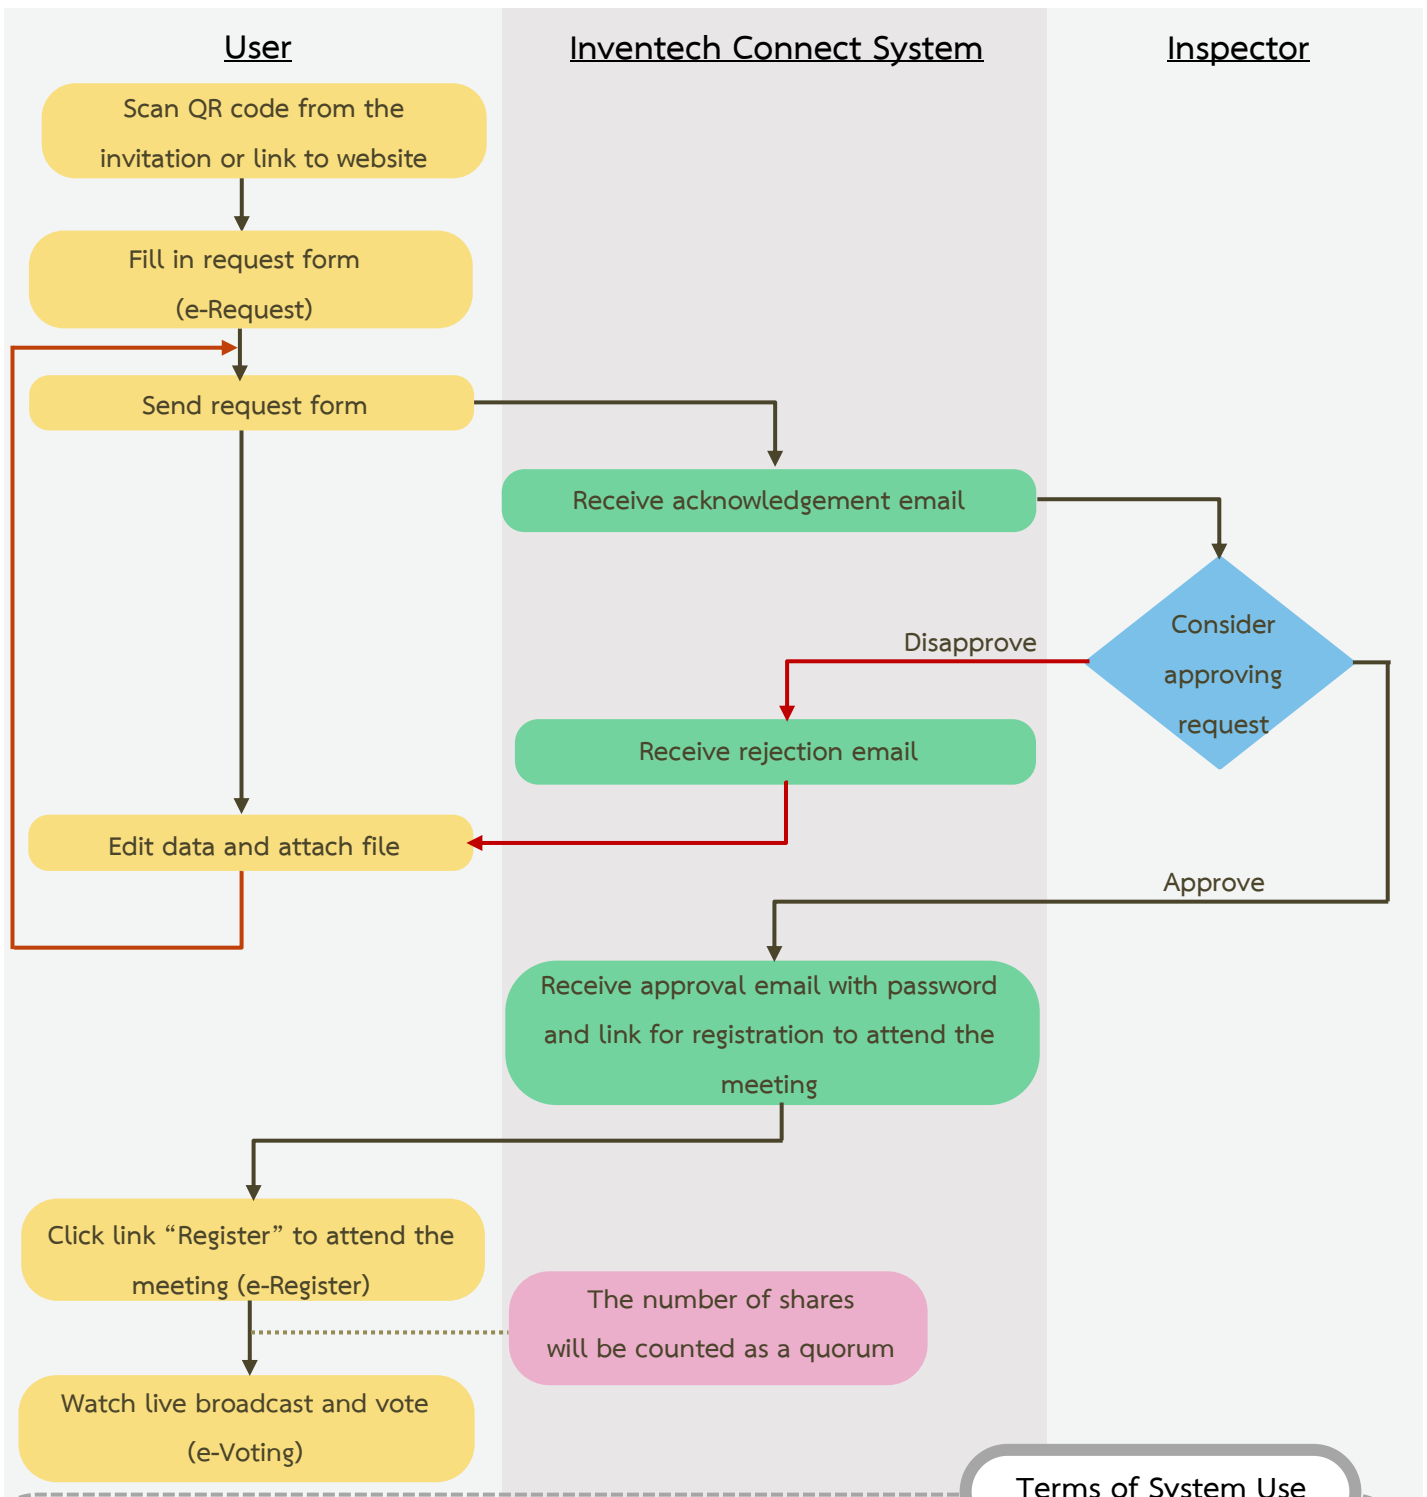 User
Inventech Connect System
Inspector
Scan QR code from the
invitation or link to website
Fill in request form
(e-Request)
Send request form
Receive acknowledgement email
Consider
approving
request
Disapprove
Receive rejection email
Edit data and attach file
Approve
Receive approval email with password
and link for registration to attend the
meeting
Click link “Register” to attend the
meeting (e-Register)
The number of shares
will be counted as a quorum
Watch live broadcast and vote
(e-Voting)
Terms of System Use